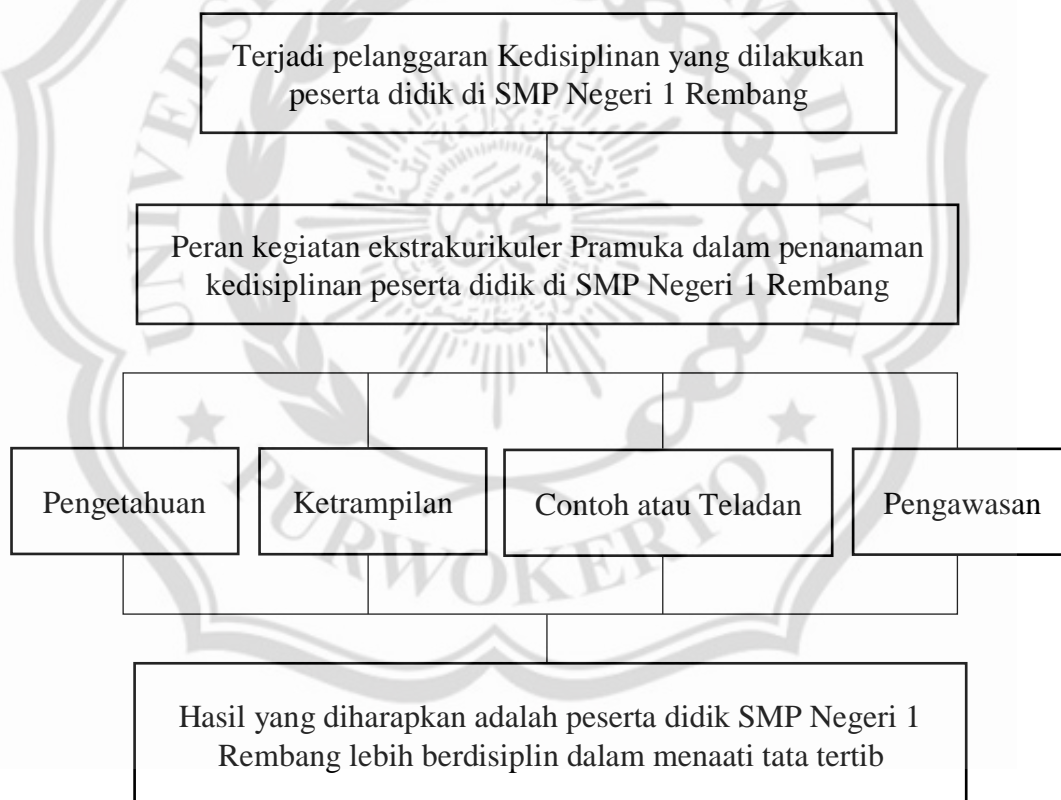 Terjadi pelanggaran Kedisiplinan yang dilakukan
peserta didik di SMP Negeri 1 Rembang
Peran kegiatan ekstrakurikuler Pramuka dalam penanaman
kedisiplinan peserta didik di SMP Negeri 1 Rembang
Pengetahuan
Ketrampilan
Contoh atau Teladan
Pengawasan
PURWOKERTO
Hasil yang diharapkan adalah peserta didik SMP Negeri 1
Rembang lebih berdisiplin dalam menaati tata tertib